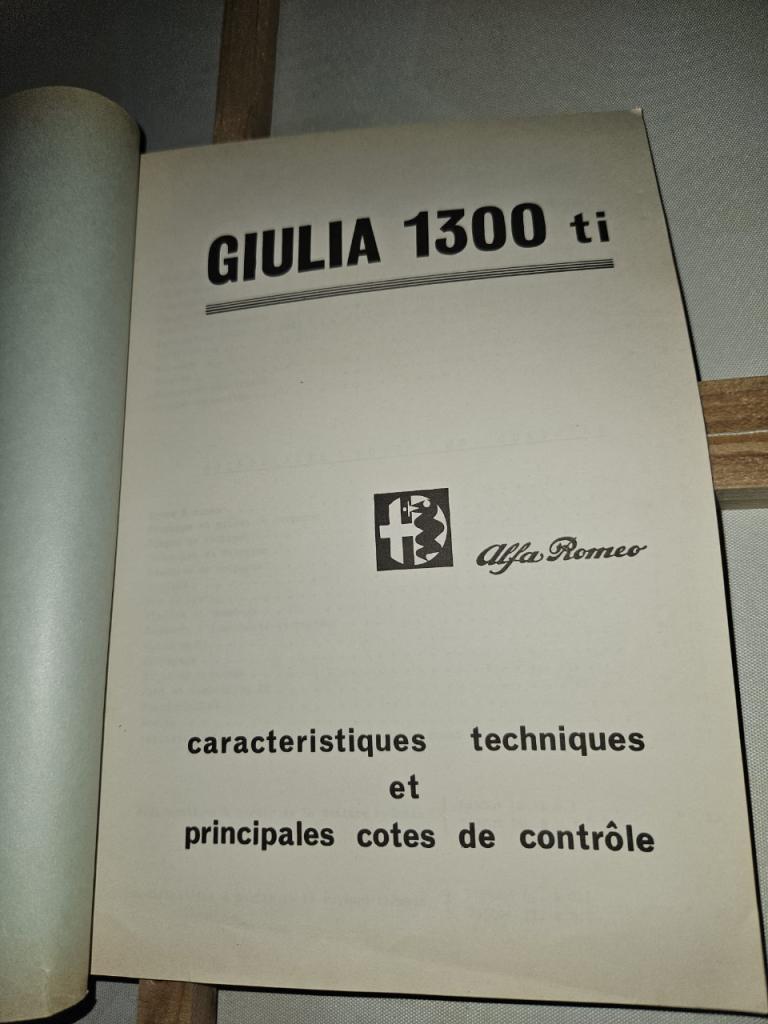 GIULIA 1300 ti
Alfa Romeo
caracteristiques techniques
et
principales cotes de contrôle